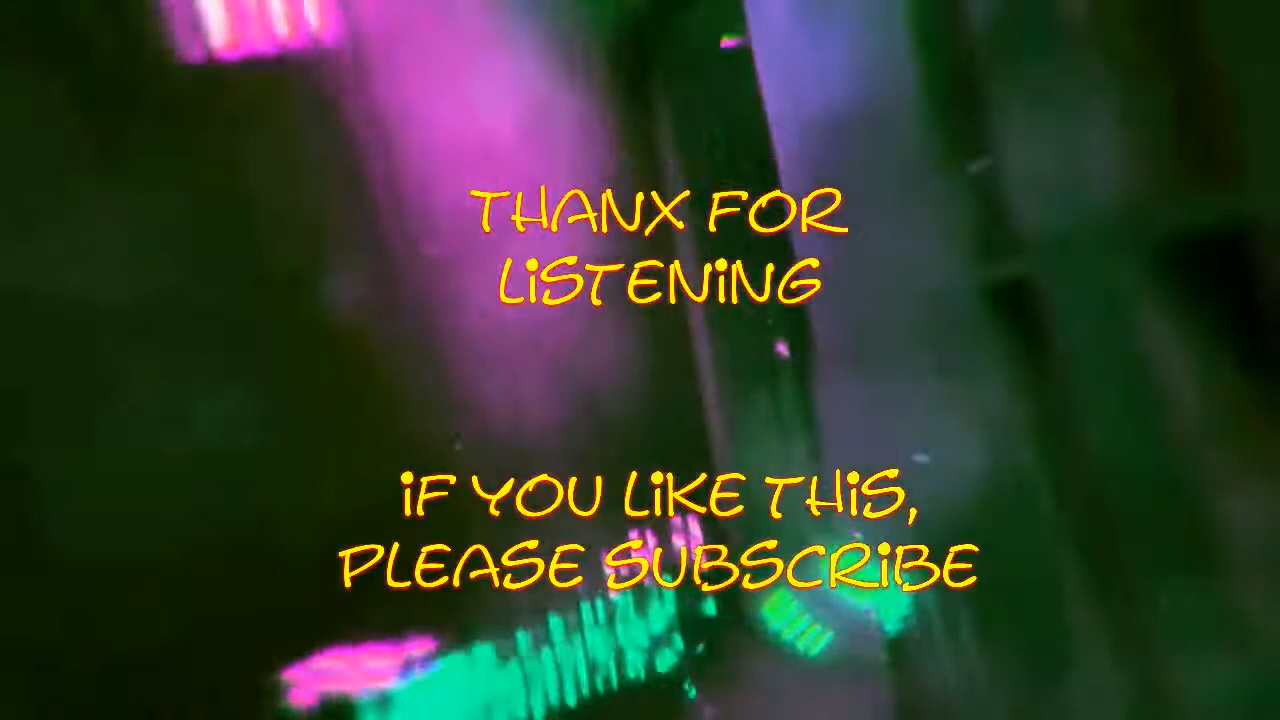 THANX FOR
LiSTENiNG
iF YOU LiKE THiS,
PLEASE SUBSCRiBE